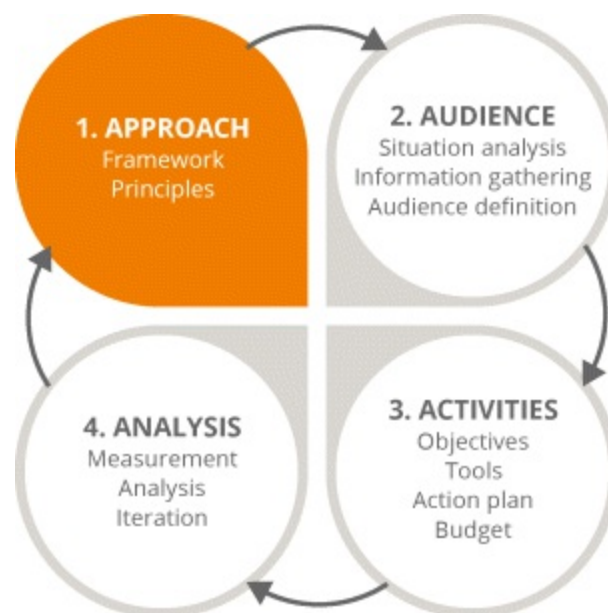 1. APPROACH
Framework
Principles
2. AUDIENCE
Situation analysis
Information gathering
Audience definition
3. ACTIVITIES
Objectives
Tools
Action plan
Budget
4. ANALYSIS
Measurement
Analysis
Iteration